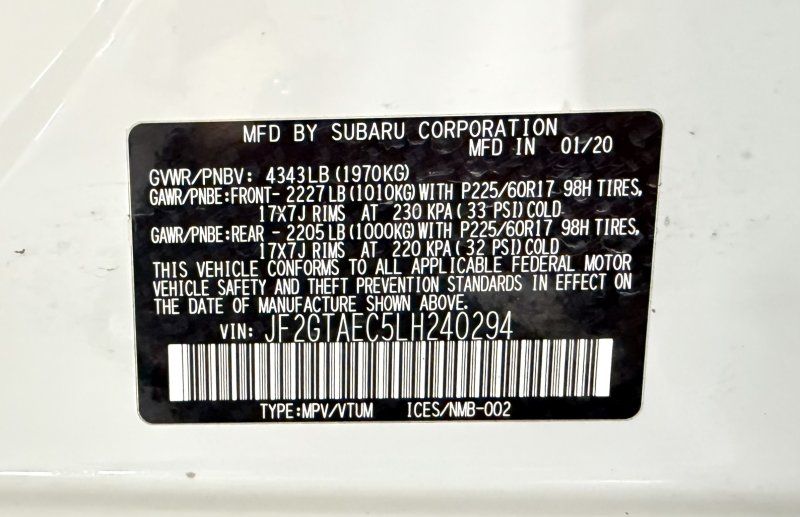 MFD BY SUBARU CORPORATION
MFD IN 01/20
GVWR/PNBV: 4343LB (1970KG)
GAWR/PNBE:FRONT- 2227LB (1010KG) WITH P225/60R17 98H TIRES,
17X7J RIMS AT 230 KPA ( 33 PSI) COLD
GAWR/PNBE:REAR - 2205LB (1000KG) WITH P225/60R17 98H TIRES,
17X7J RIMS AT 220 KPA ( 32 PSI) COLD
THIS VEHICLE CONFORMS TO ALL APPLICABLE FEDERAL MOTOR
VEHICLE SAFETY AND THEFT PREVENTION STANDARDS IN EFFECT ON
THE DATE OF MANUFACTURE SHOWN ABOVE.
VIN: JF2GTAEC5LH240294
TYPE:MPV/VTUM ICES/NMB-002